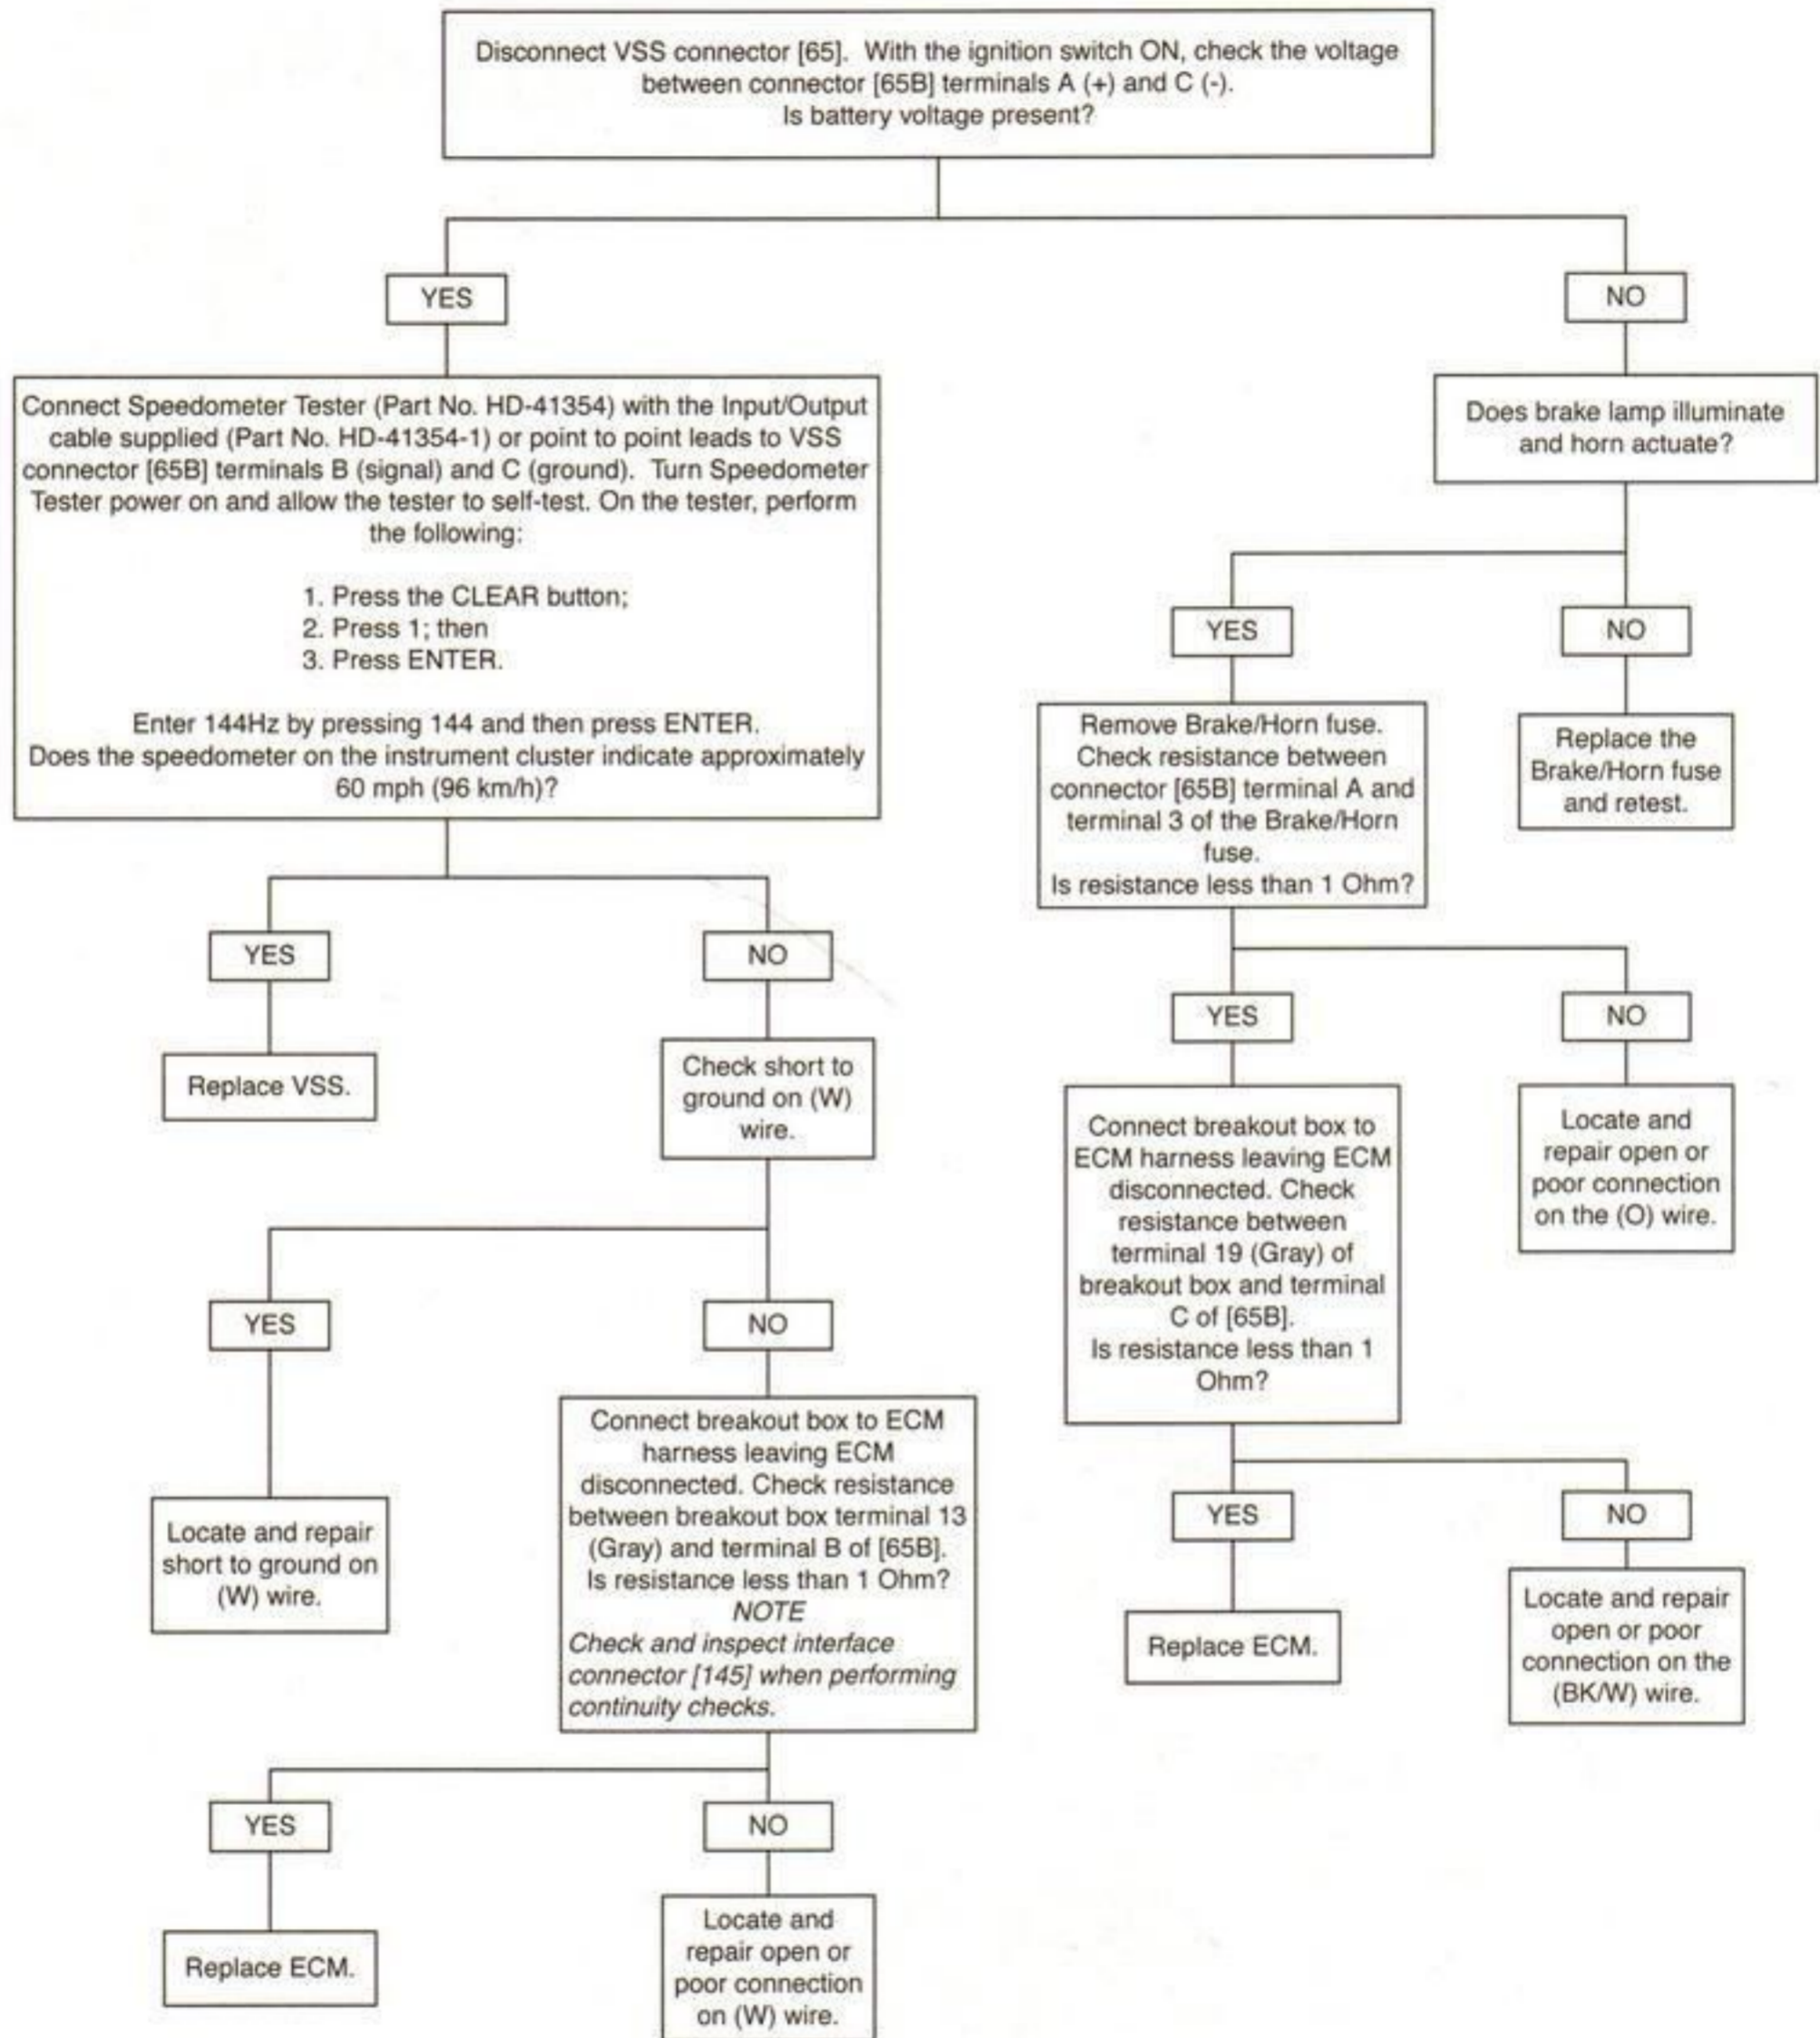 Disconnect VSS connector [65].  With the ignition switch ON, check the voltage
between connector [65B] terminals A (+) and C (-).
Is battery voltage present?
YES
NO
Connect Speedometer Tester (Part No. HD-41354) with the Input/Output
cable supplied (Part No. HD-41354-1) or point to point leads to VSS
connector [65B] terminals B (signal) and C (ground).  Turn Speedometer
Tester power on and allow the tester to self-test. On the tester, perform
the following:
1. Press the CLEAR button;
2. Press 1; then
3. Press ENTER.
Enter 144Hz by pressing 144 and then press ENTER.
Does the speedometer on the instrument cluster indicate approximately
60 mph (96 km/h)?
Does brake lamp illuminate
and horn actuate?
YES
NO
Remove Brake/Horn fuse.
Check resistance between
connector [65B] terminal A and
terminal 3 of the Brake/Horn
fuse.
Is resistance less than 1 Ohm?
Replace the
Brake/Horn fuse
and retest.
YES
NO
Replace VSS.
Check short to
ground on (W)
wire.
YES
NO
Connect breakout box to
ECM harness leaving ECM
disconnected. Check
resistance between
terminal 19 (Gray) of
breakout box and terminal
C of [65B].
Is resistance less than 1
Ohm?
Locate and
repair open or
poor connection
on the (O) wire.
YES
NO
Locate and repair
short to ground on
(W) wire.
Connect breakout box to ECM
harness leaving ECM
disconnected. Check resistance
between breakout box terminal 13
(Gray) and terminal B of [65B].
Is resistance less than 1 Ohm?
NOTE
Check and inspect interface
connector [145] when performing
continuity checks.
YES
NO
Replace ECM.
Locate and repair
open or poor
connection on the
(BK/W) wire.
YES
NO
Replace ECM.
Locate and
repair open or
poor connection
on (W) wire.